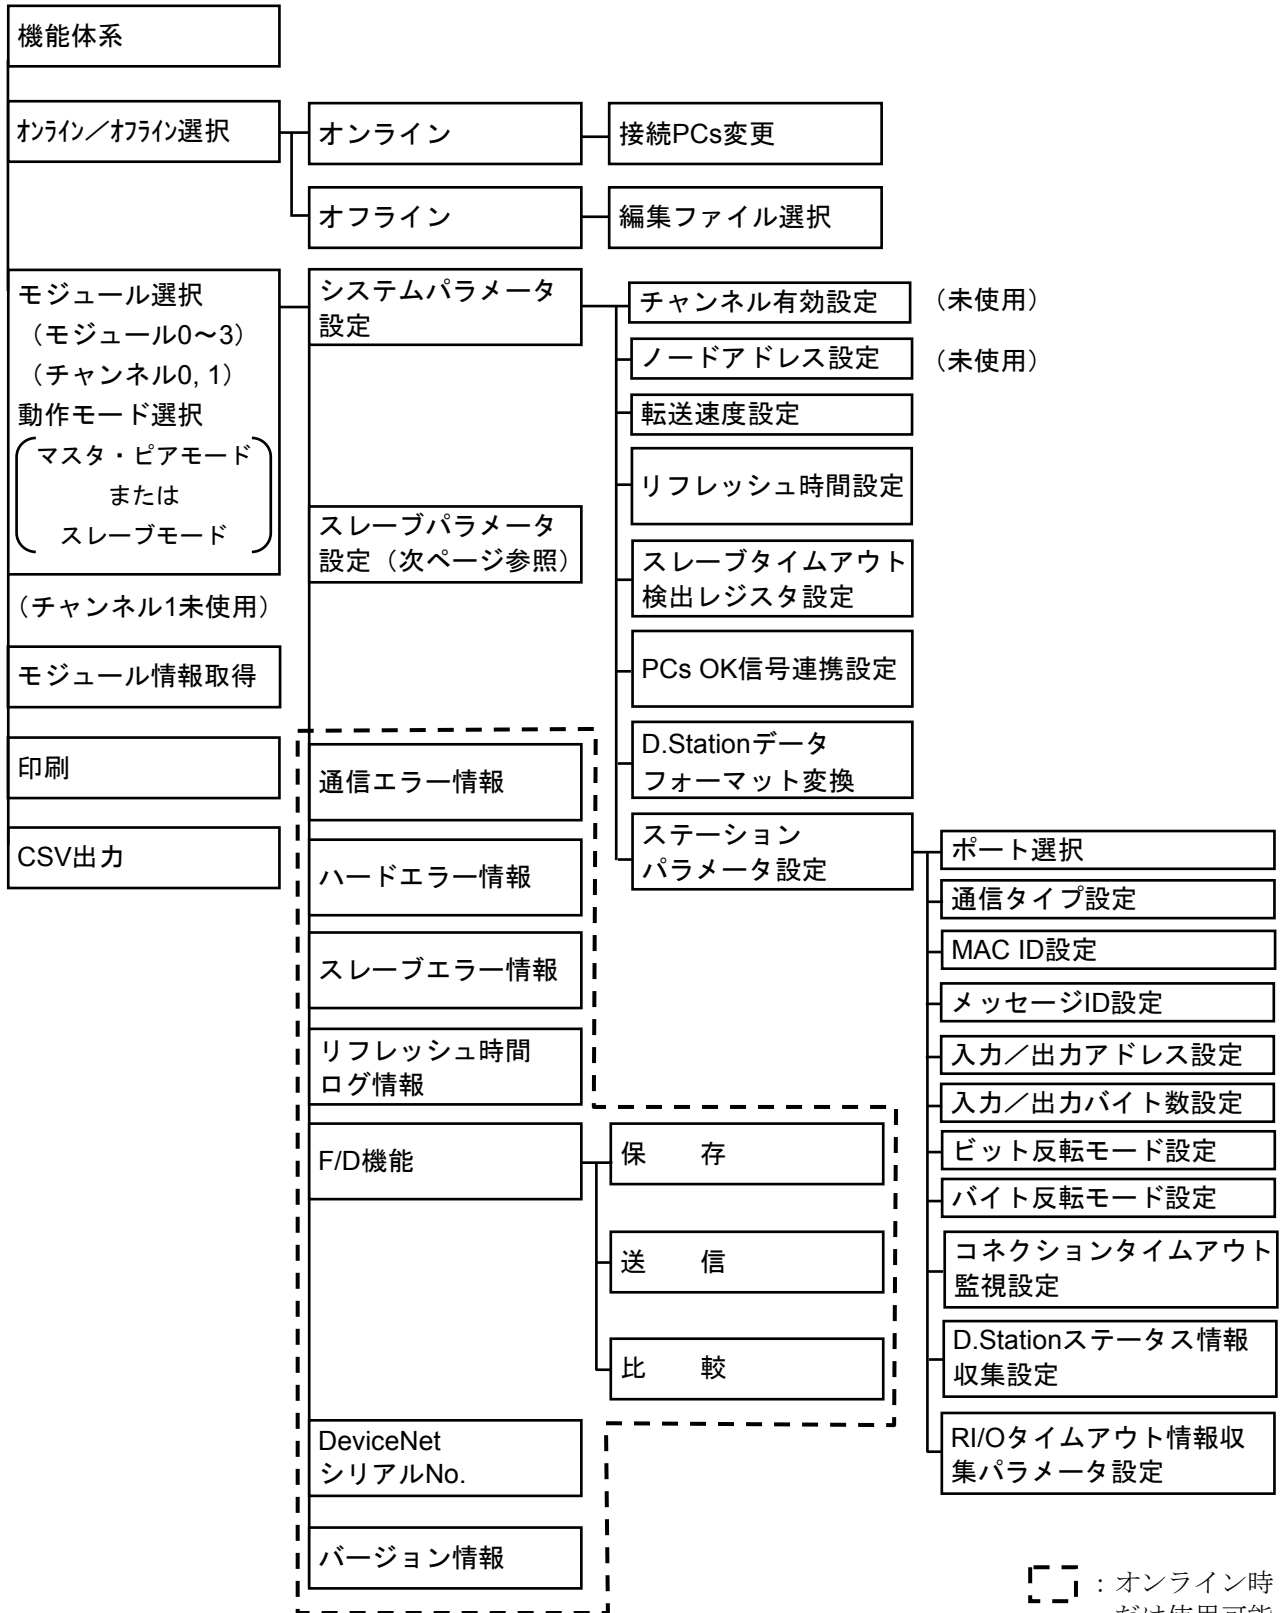 機能体系
オンライン／オフライン選択
オンライン
接続PCs変更
オフライン
編集ファイル選択
モジュール選択
（モジュール0～3）
（チャンネル0, 1）
動作モード選択
マスタ・ピアモード
または
スレーブモード
（チャンネル1未使用）
モジュール情報取得
印刷
CSV出力
システムパラメータ
設定
スレーブパラメータ
設定（次ページ参照）
通信エラー情報
ハードエラー情報
スレーブエラー情報
リフレッシュ時間
ログ情報
F/D機能
保　存
送　信
比　較
DeviceNet
シリアルNo.
バージョン情報
チャンネル有効設定
（未使用）
ノードアドレス設定
（未使用）
転送速度設定
リフレッシュ時間設定
スレーブタイムアウト
検出レジスタ設定
PCs OK信号連携設定
D.Stationデータ
フォーマット変換
ステーション
パラメータ設定
ポート選択
通信タイプ設定
MAC ID設定
メッセージID設定
入力／出力アドレス設定
入力／出力バイト数設定
ビット反転モード設定
バイト反転モード設定
コネクションタイムアウト
監視設定
D.Stationステータス情報
収集設定
RI/Oタイムアウト情報収
集パラメータ設定
：オンライン時
だけ使用可能